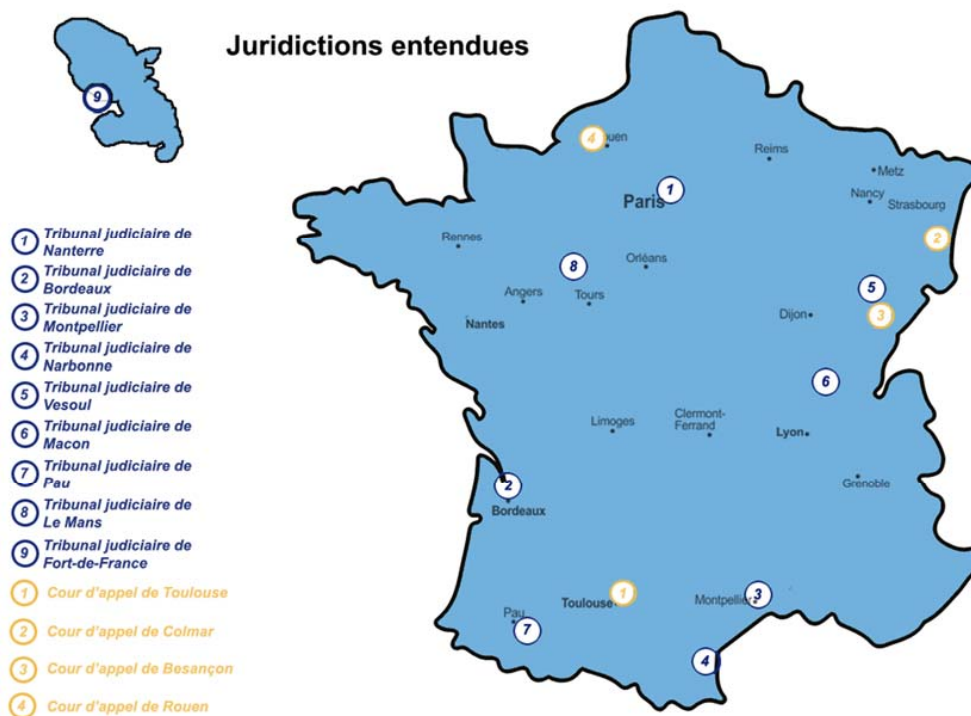 Juridictions entendues
9
1 Tribunal judiciaire de
Nanterre
2 Tribunal judiciaire de
Bordeaux
3 Tribunal judiciaire de
Montpellier
4 Tribunal judiciaire de
Narbonne
5 Tribunal judiciaire de
Vesoul
6 Tribunal judiciaire de
Macon
7 Tribunal judiciaire de
Pau
8 Tribunal judiciaire de
Le Mans
9 Tribunal judiciaire de
Fort-de-France
1 Cour d'appel de Toulouse
2 Cour d'appel de Colmar
3 Cour d'appel de Besançon
4 Cour d'appel de Rouen
4 uen
Reims
Metz
1
Paris
Nancy
Strasbourg
2
Rennes
8
Orléans
5
Angers
Tours
Dijon
3
Nantes
6
Limoges
Clermont-
Ferrand
Lyon
Grenoble
2
Bordeaux
Toulouse
1
Montpellier
3
Pau
7
4